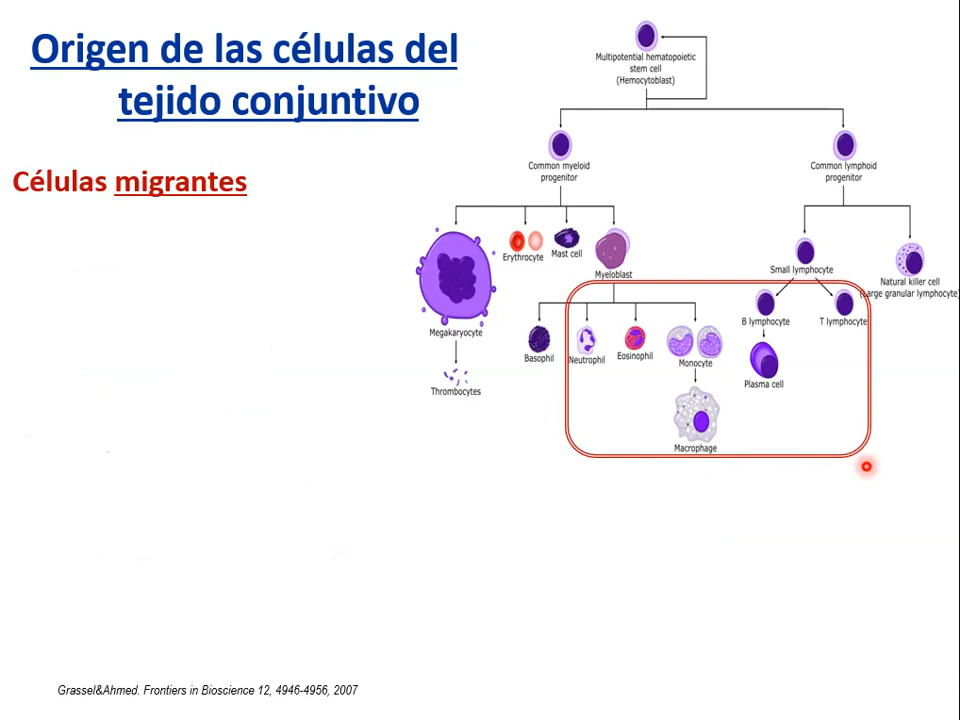 Origen de las células del
tejido conjuntivo
Células migrantes
Multipotential hematopoietic
stem cell
(Hemocytoblast)
Common myeloid
progenitor
Common lymphoid
progenitor
Erythrocyte
Mast cell
Myeloblast
Small lymphocyte
Natural killer cell
(Large granular lymphocyte)
Megakaryocyte
Thrombocytes
Basophil
Neutrophil
Eosinophil
Monocyte
B lymphocyte
T lymphocyte
Plasma cell
Macrophage
Grassel&Ahmed. Frontiers in Bioscience 12, 4946-4956, 2007